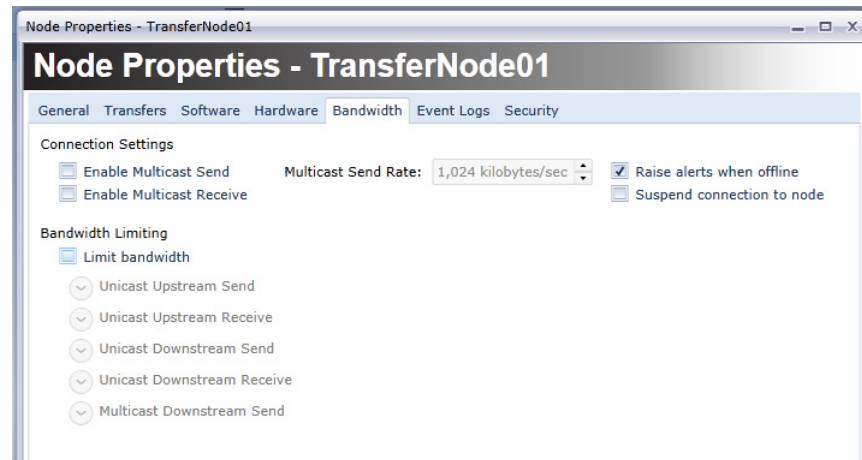 Node Properties - TransferNode01
Node Properties - TransferNode01
General Transfers Software Hardware Bandwidth Event Logs Security
Connection Settings
Enable Multicast Send Multicast Send Rate: 1,024 kilobytes/sec Raise alerts when offline
Enable Multicast Receive Suspend connection to node
Bandwidth Limiting
Limit bandwidth
Unicast Upstream Send
Unicast Upstream Receive
Unicast Downstream Send
Unicast Downstream Receive
Multicast Downstream Send